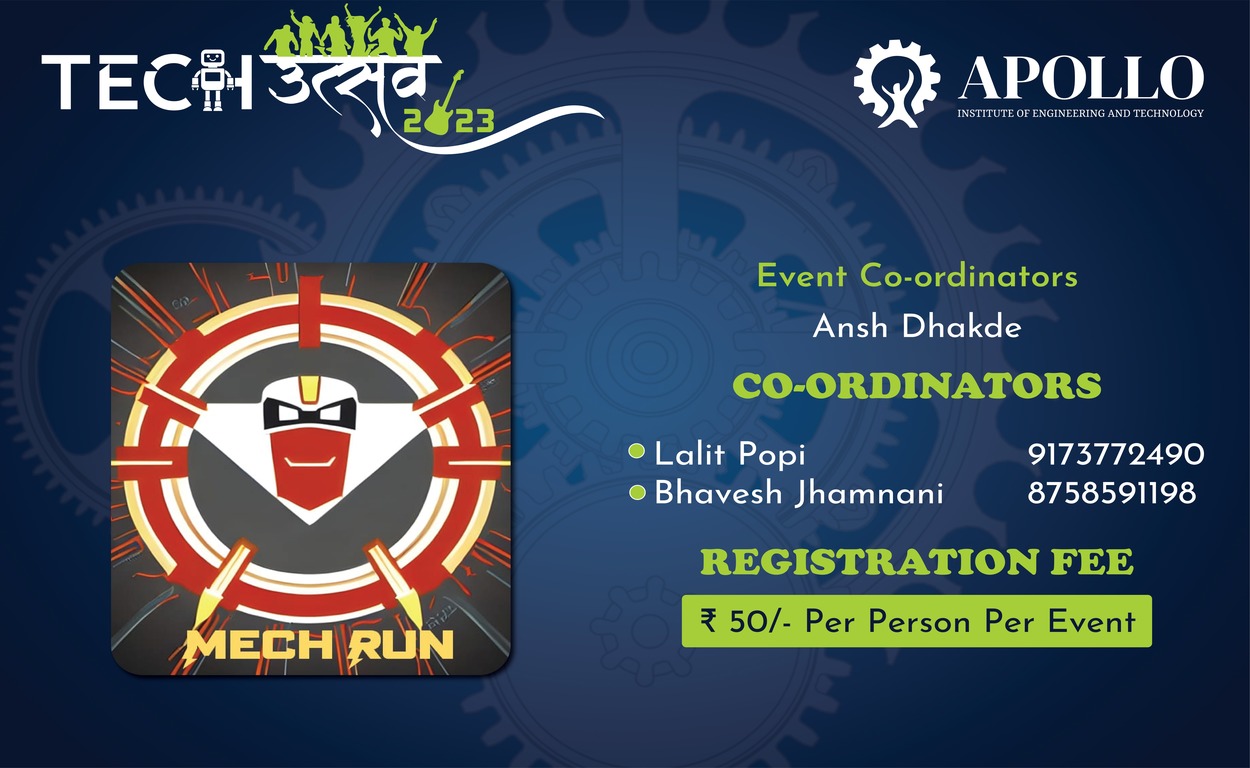 TECH उत्सव
2023
APOLLO
INSTITUTE OF ENGINEERING AND TECHNOLOGY
Event Co-ordinators
Ansh Dhakde
CO-ORDINATORS
Lalit Popi 9173772490
Bhavesh Jhamnani 8758591198
REGISTRATION FEE
₹ 50/- Per Person Per Event
MECH RUN